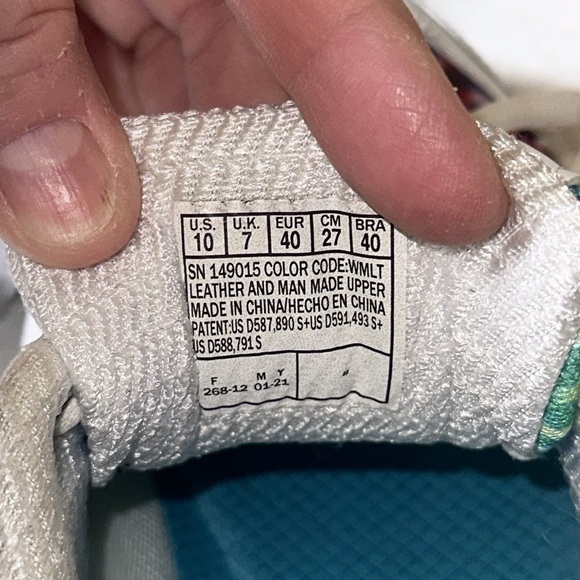 U.S. U.K. EUR CM BRA
10 7 40 27 40
SN 149015 COLOR CODE:WMLT
LEATHER AND MAN MADE UPPER
MADE IN CHINA/HECHO EN CHINA
PATENT:US D587,890 S+US D591,493 S+
US D588,791 S
F M Y
268-12 01-21